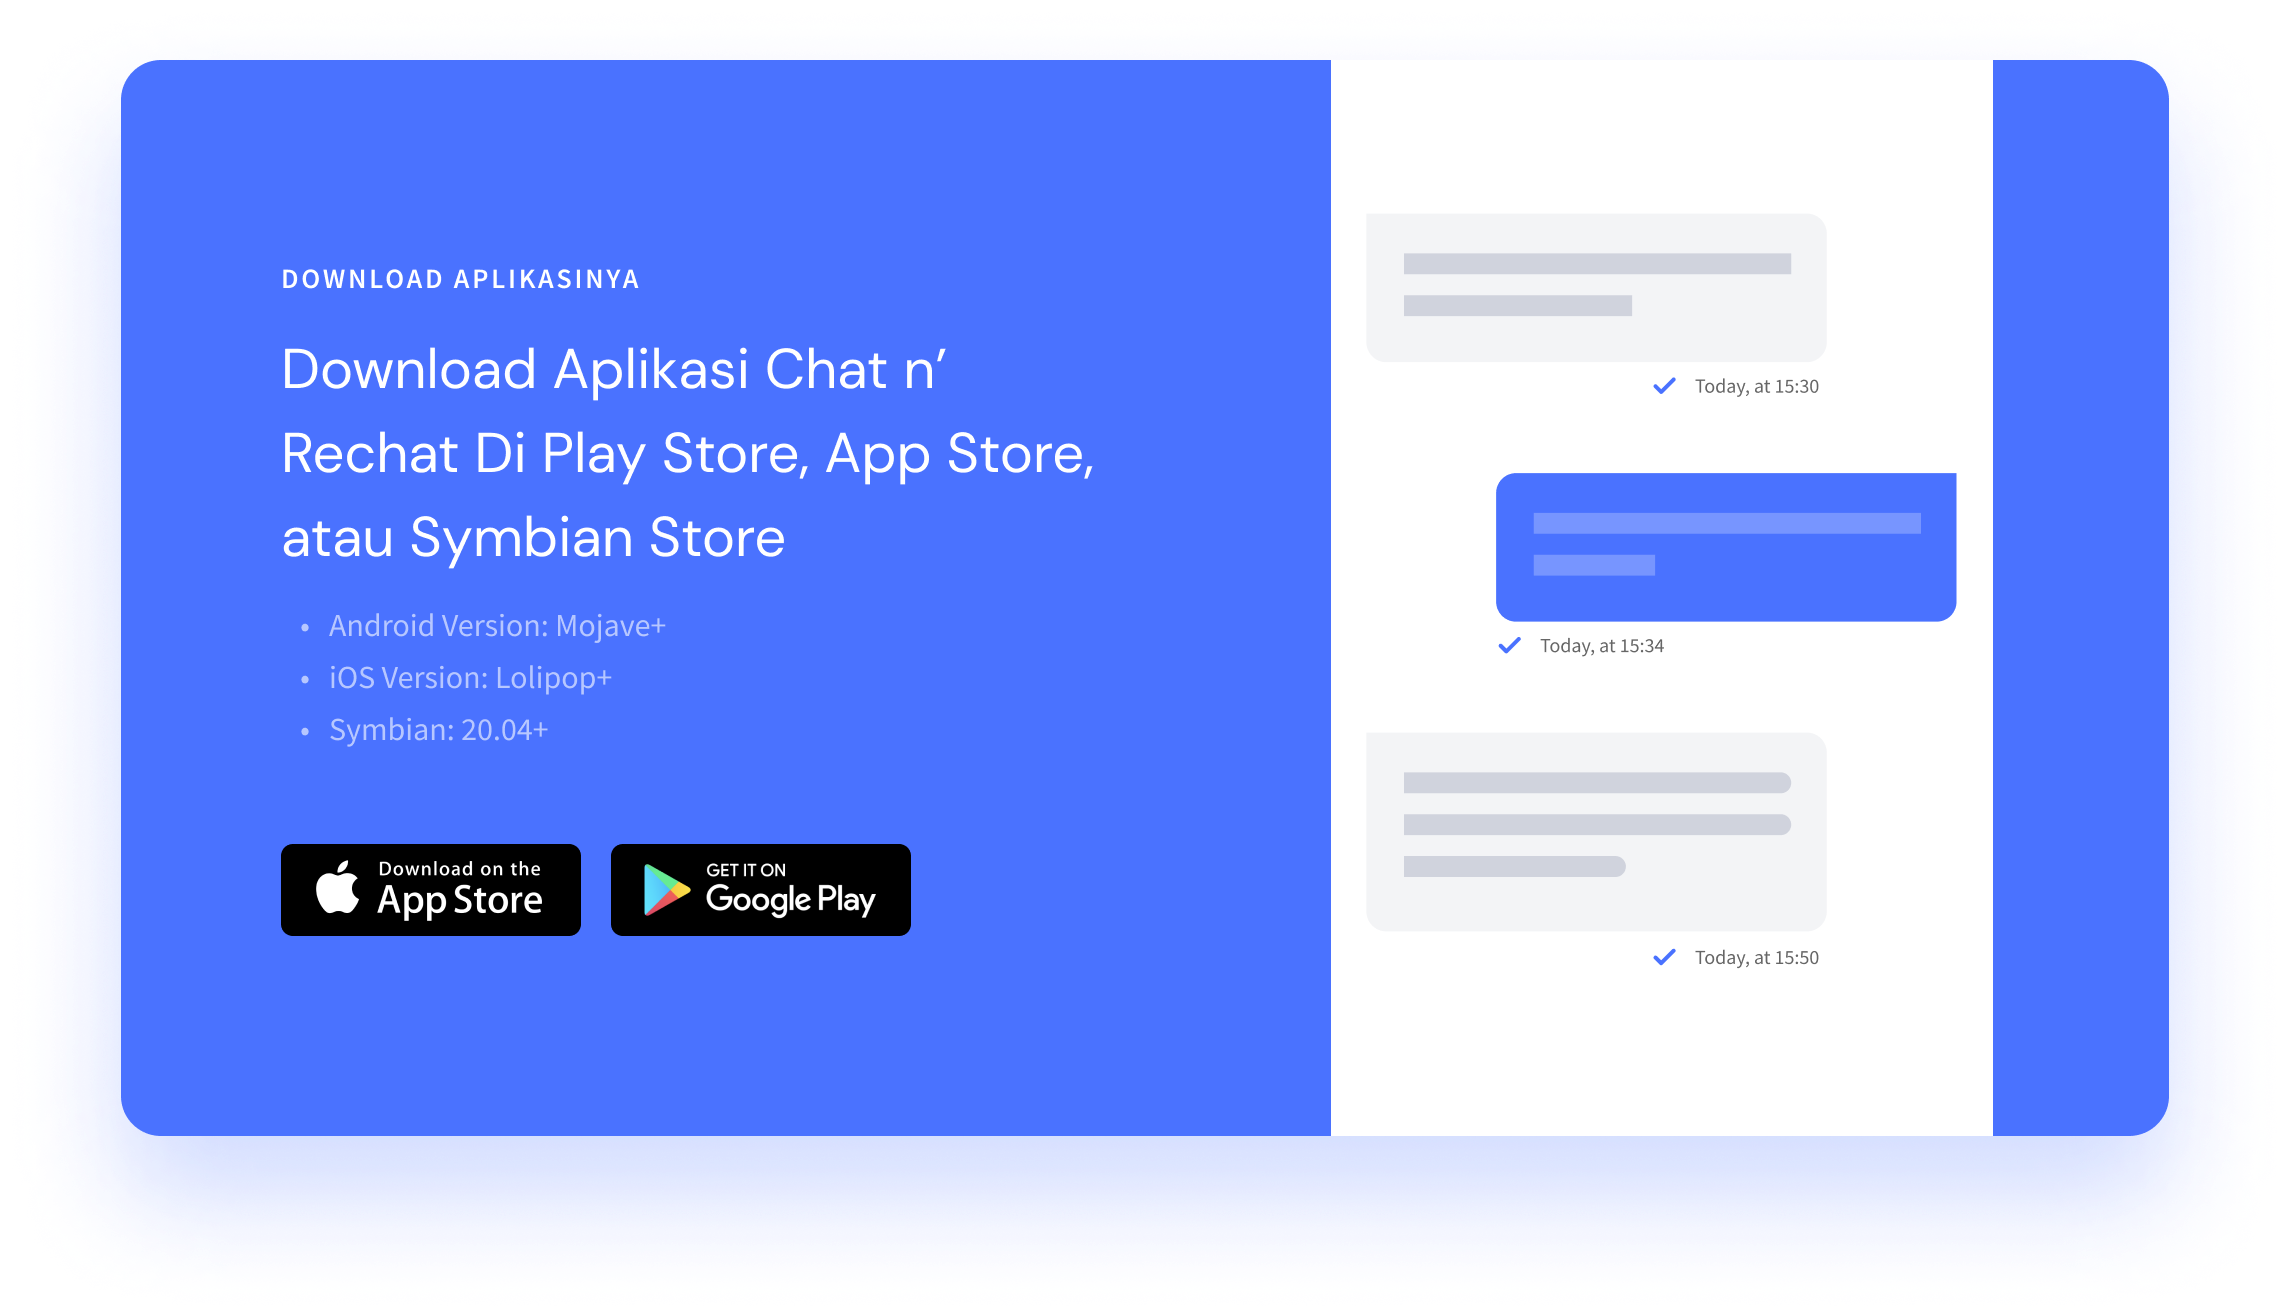 DOWNLOAD APLIKASINYA
Download Aplikasi Chat n’
Rechat Di Play Store, App Store,
atau Symbian Store
• Android Version: Mojave+
• iOS Version: Lolipop+
• Symbian: 20.04+
Download on the
App Store
GET IT ON
Google Play
Today, at 15:30
Today, at 15:34
Today, at 15:50